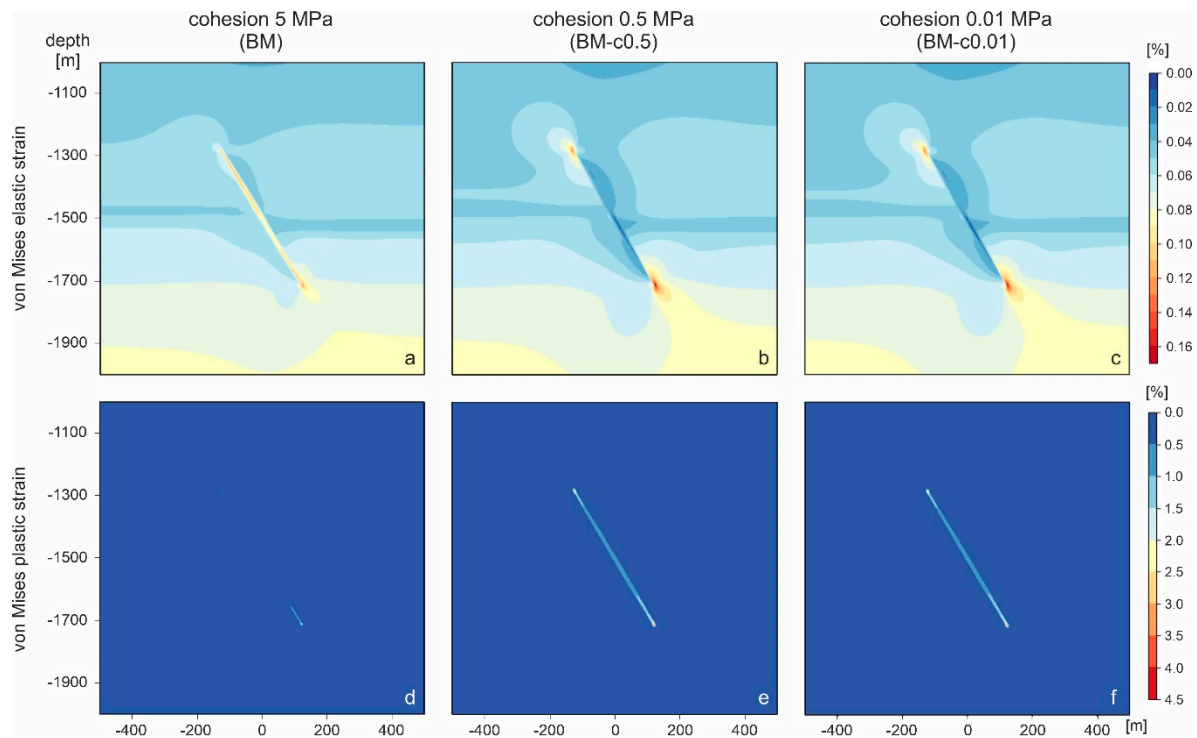 cohesion 5 MPa
(BM)
cohesion 0.5 MPa
(BM-c0.5)
cohesion 0.01 MPa
(BM-c0.01)
depth
[m]
-1100
-1300
-1500
-1700
-1900
von Mises elastic strain
a
b
c
[%]
0.00
0.02
0.04
0.06
0.08
0.10
0.12
0.14
0.16
-1100
-1300
-1500
-1700
-1900
von Mises plastic strain
d
e
f
[%]
0.0
0.5
1.0
1.5
2.0
2.5
3.0
3.5
4.0
4.5
-400 -200 0 200 400
-400 -200 0 200 400
-400 -200 0 200 400 [m]